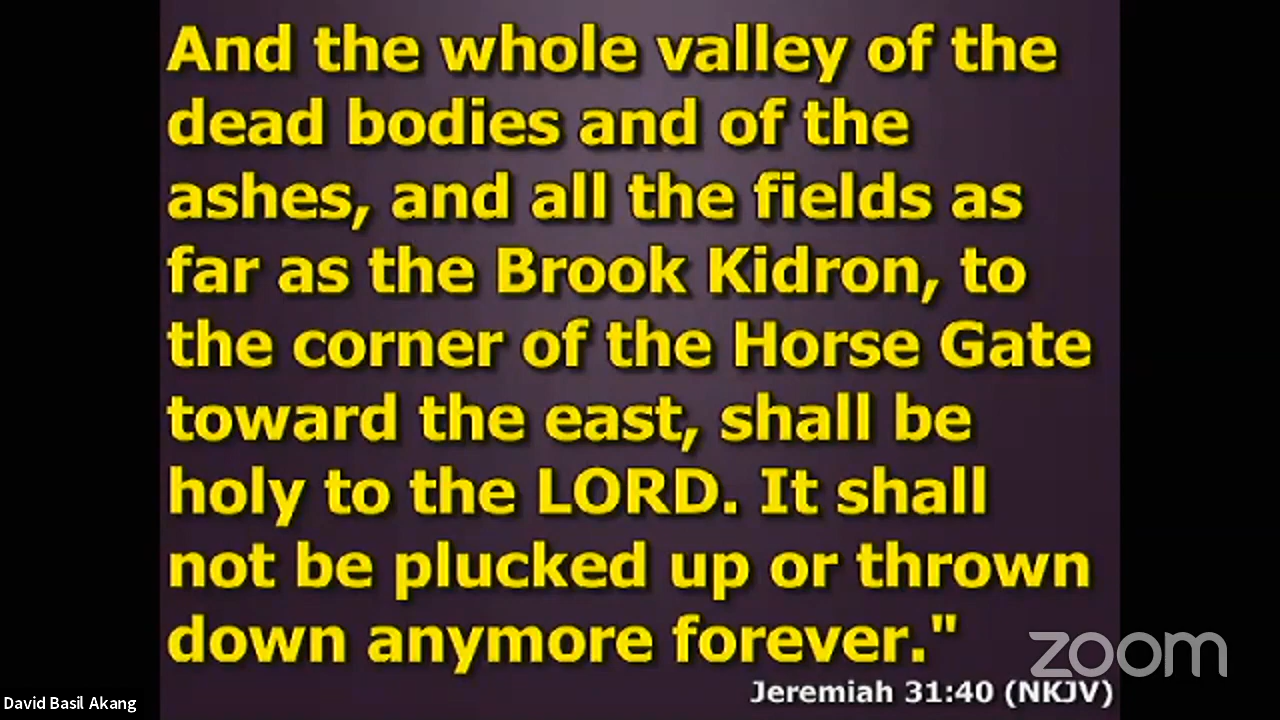 And the whole valley of the
dead bodies and of the
ashes, and all the fields as
far as the Brook Kidron, to
the corner of the Horse Gate
toward the east, shall be
holy to the LORD. It shall
not be plucked up or thrown
down anymore forever."
zoom
Jeremiah 31:40 (NKJV)
David Basil Akang